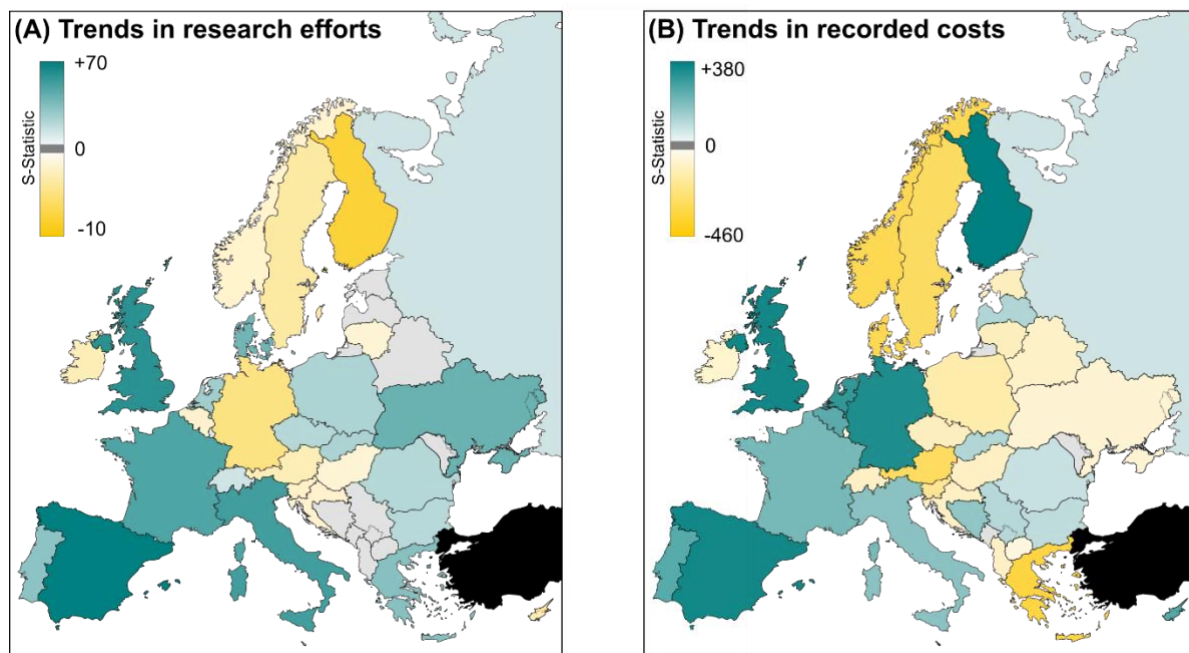 (A) Trends in research efforts
+70
0
-10
S-Statistic
(B) Trends in recorded costs
+380
0
-460
S-Statistic